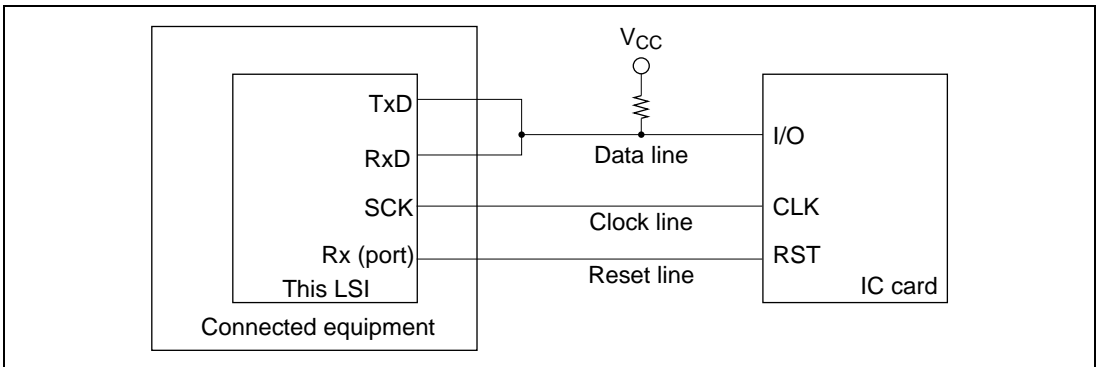 VCC
TxD
RxD
Data line
I/O
SCK
Clock line
CLK
Rx (port)
Reset line
RST
This LSI
IC card
Connected equipment